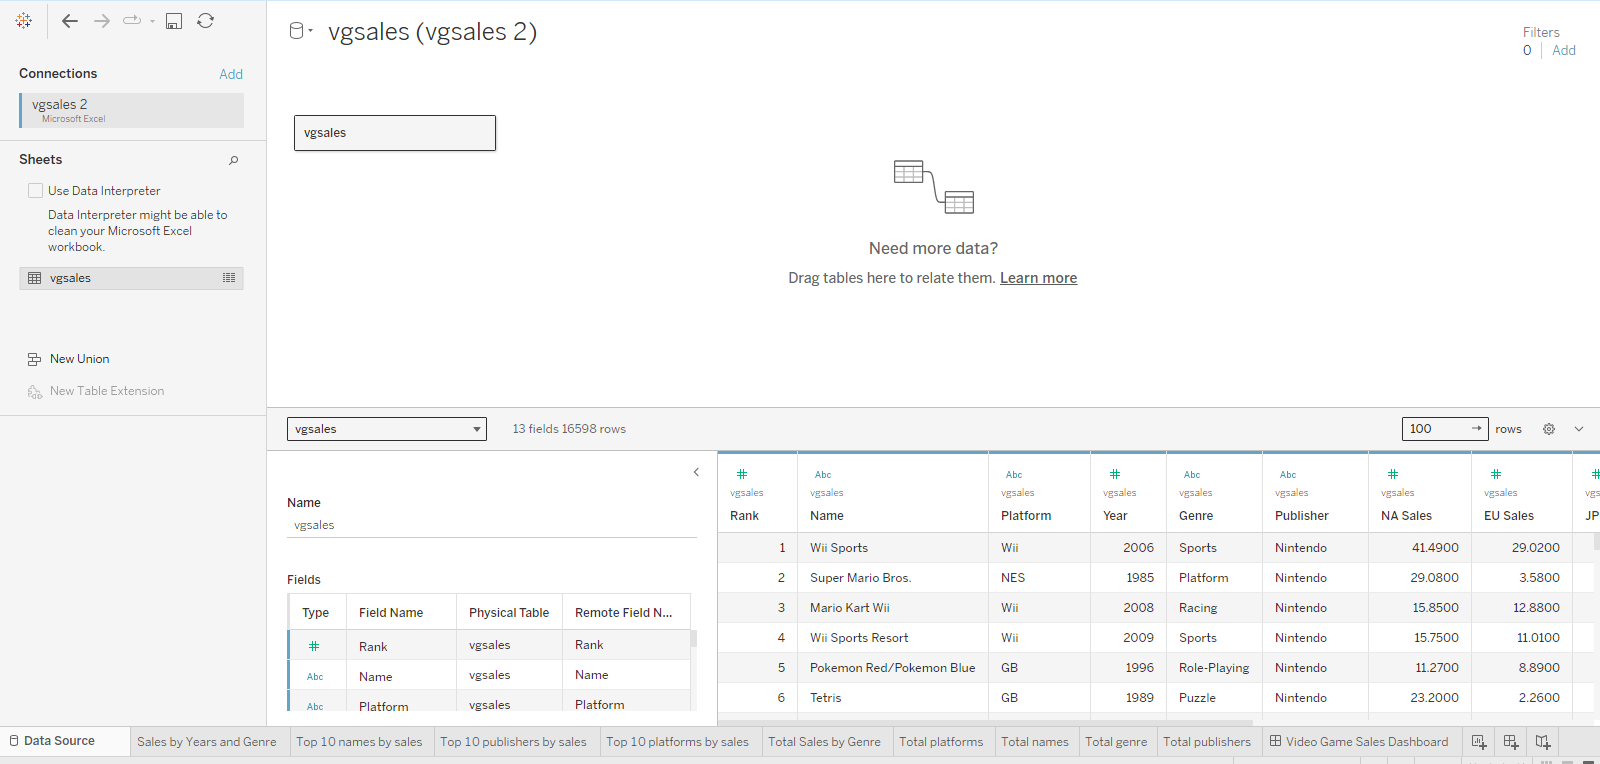 vgsales (vgsales 2)
Filters
0 Add
Connections Add
vgsales 2
Microsoft Excel
Sheets
Use Data Interpreter
Data Interpreter might be able to
clean your Microsoft Excel
workbook.
vgsales
New Union
New Table Extension
vgsales
Need more data?
Drag tables here to relate them. Learn more
vgsales 13 fields 16598 rows 100 rows
Name
vgsales
Fields
Type Field Name Physical Table Remote Field N...
Rank vgsales Rank
Abc Name vgsales Name
Abc Platform vgsales Platform
Abc Abc Abc Abc
vgsales vgsales vgsales vgsales vgsales vgsales vgsales vgsales vgs
Rank Name Platform Year Genre Publisher NA Sales EU Sales JP
1 Wii Sports Wii 2006 Sports Nintendo 41.4900 29.0200
2 Super Mario Bros. NES 1985 Platform Nintendo 29.0800 3.5800
3 Mario Kart Wii Wii 2008 Racing Nintendo 15.8500 12.8800
4 Wii Sports Resort Wii 2009 Sports Nintendo 15.7500 11.0100
5 Pokemon Red/Pokemon Blue GB 1996 Role-Playing Nintendo 11.2700 8.8900
6 Tetris GB 1989 Puzzle Nintendo 23.2000 2.2600
Data Source Sales by Years and Genre Top 10 names by sales Top 10 publishers by sales Top 10 platforms by sales Total Sales by Genre Total platforms Total names Total genre Total publishers Video Game Sales Dashboard